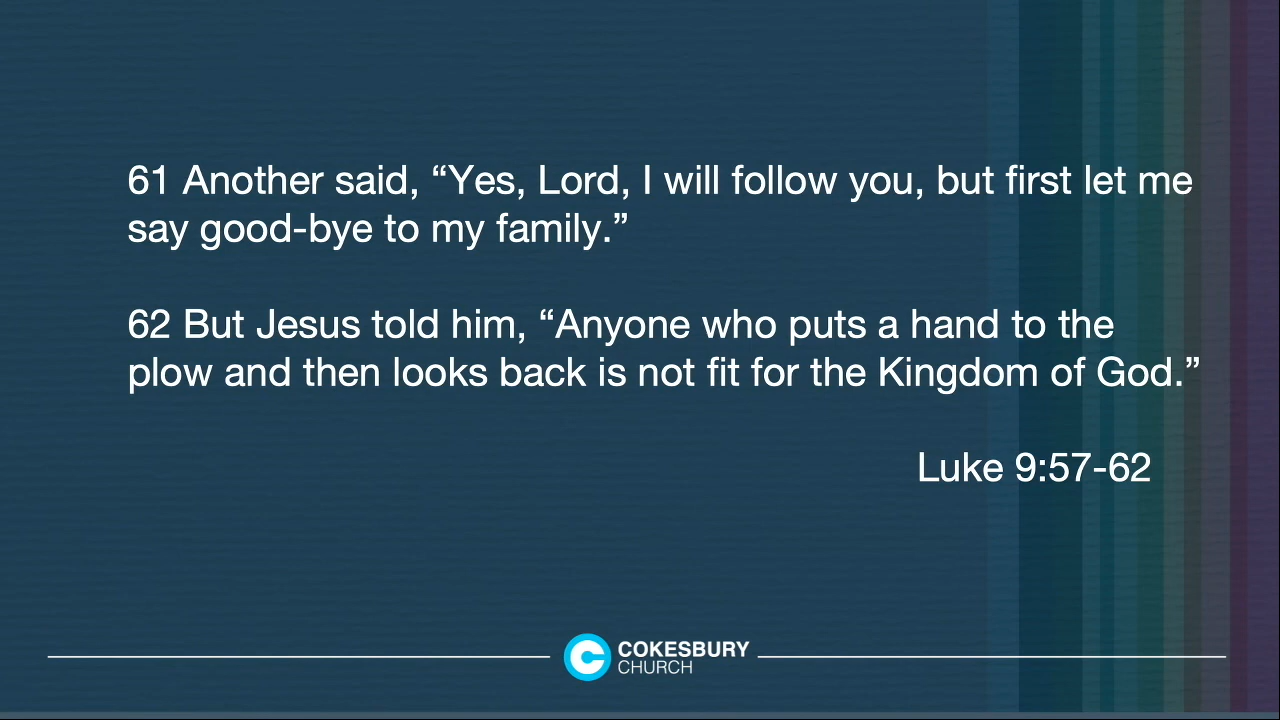 61 Another said, “Yes, Lord, I will follow you, but first let me
say good-bye to my family.”
62 But Jesus told him, “Anyone who puts a hand to the
plow and then looks back is not fit for the Kingdom of God.”
Luke 9:57-62
COKESBURY
CHURCH